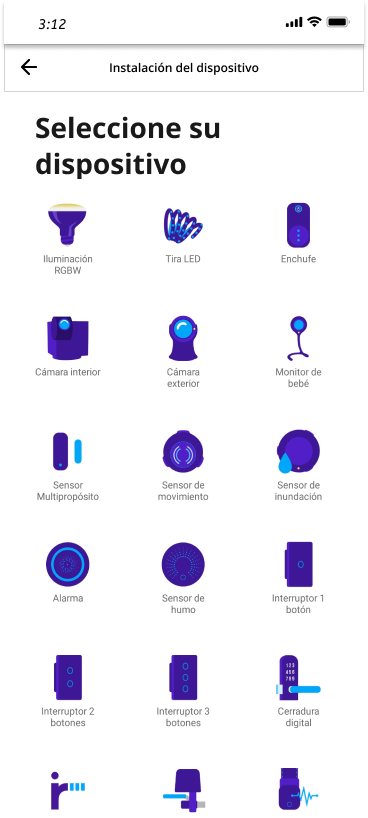 3:12
Instalación del dispositivo
Seleccione su
dispositivo
Iluminación
RGBW
Tira LED
Enchufe
Cámara interior
Cámara
exterior
Monitor de
bebé
Sensor
Multipropósito
Sensor de
movimiento
Sensor de
inundación
Alarma
Sensor de
humo
Interruptor 1
botón
Interruptor 2
botones
Interruptor 3
botones
123
456
789
Cerradura
digital